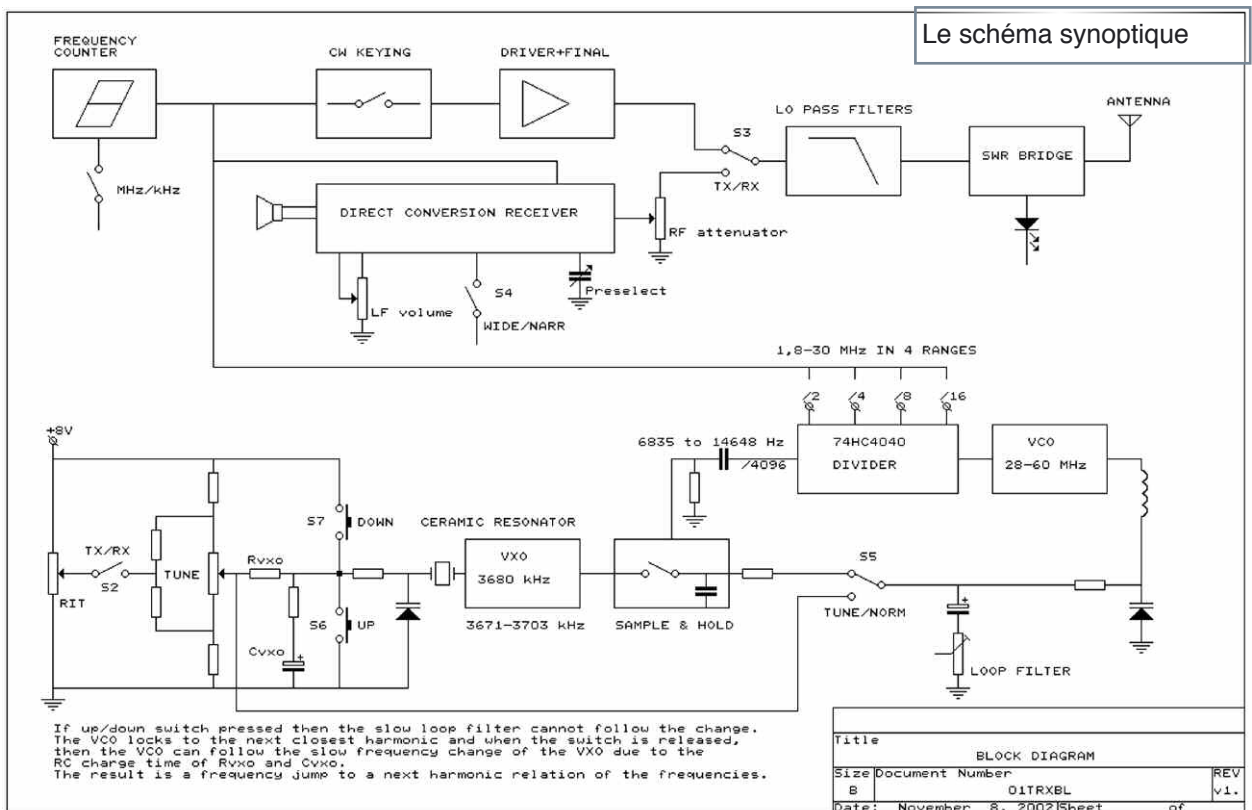 Le schéma synoptique
FREQUENCY
COUNTER
CW KEYING
DRIVER+FINAL
LO PASS FILTERS
ANTENNA
S3
SWR BRIDGE
MHz/kHz
TX/RX
DIRECT CONVERSION RECEIVER
RF attenuator
S4
Preselect
LF volume
WIDE/NARR
1,8-30 MHz IN 4 RANGES
/2
/4
/8
/16
+8V
6835 to 14648 Hz
/4096
74HC4040
DIVIDER
VCO
28-60 MHz
S7
DOWN
CERAMIC RESONATOR
TX/RX
S2
RIT
TUNE
Rvxo
VXO
3680 kHz
S5
S6
UP
3671-3703 kHz
SAMPLE & HOLD
TUNE/NORM
Cvxo
+
+
LOOP FILTER
If up/down switch pressed then the slow loop filter cannot follow the change.
The VCO locks to the next closest harmonic and when the switch is released,
then the VCO can follow the slow frequency change of the VXO due to the
RC charge time of Rvxo and Cvxo.
The result is a frequency jump to a next harmonic relation of the frequencies.
Title
BLOCK DIAGRAM
Size Document Number REV
B 01TRXBL v1.
Date: November 8, 2002 Sheet of